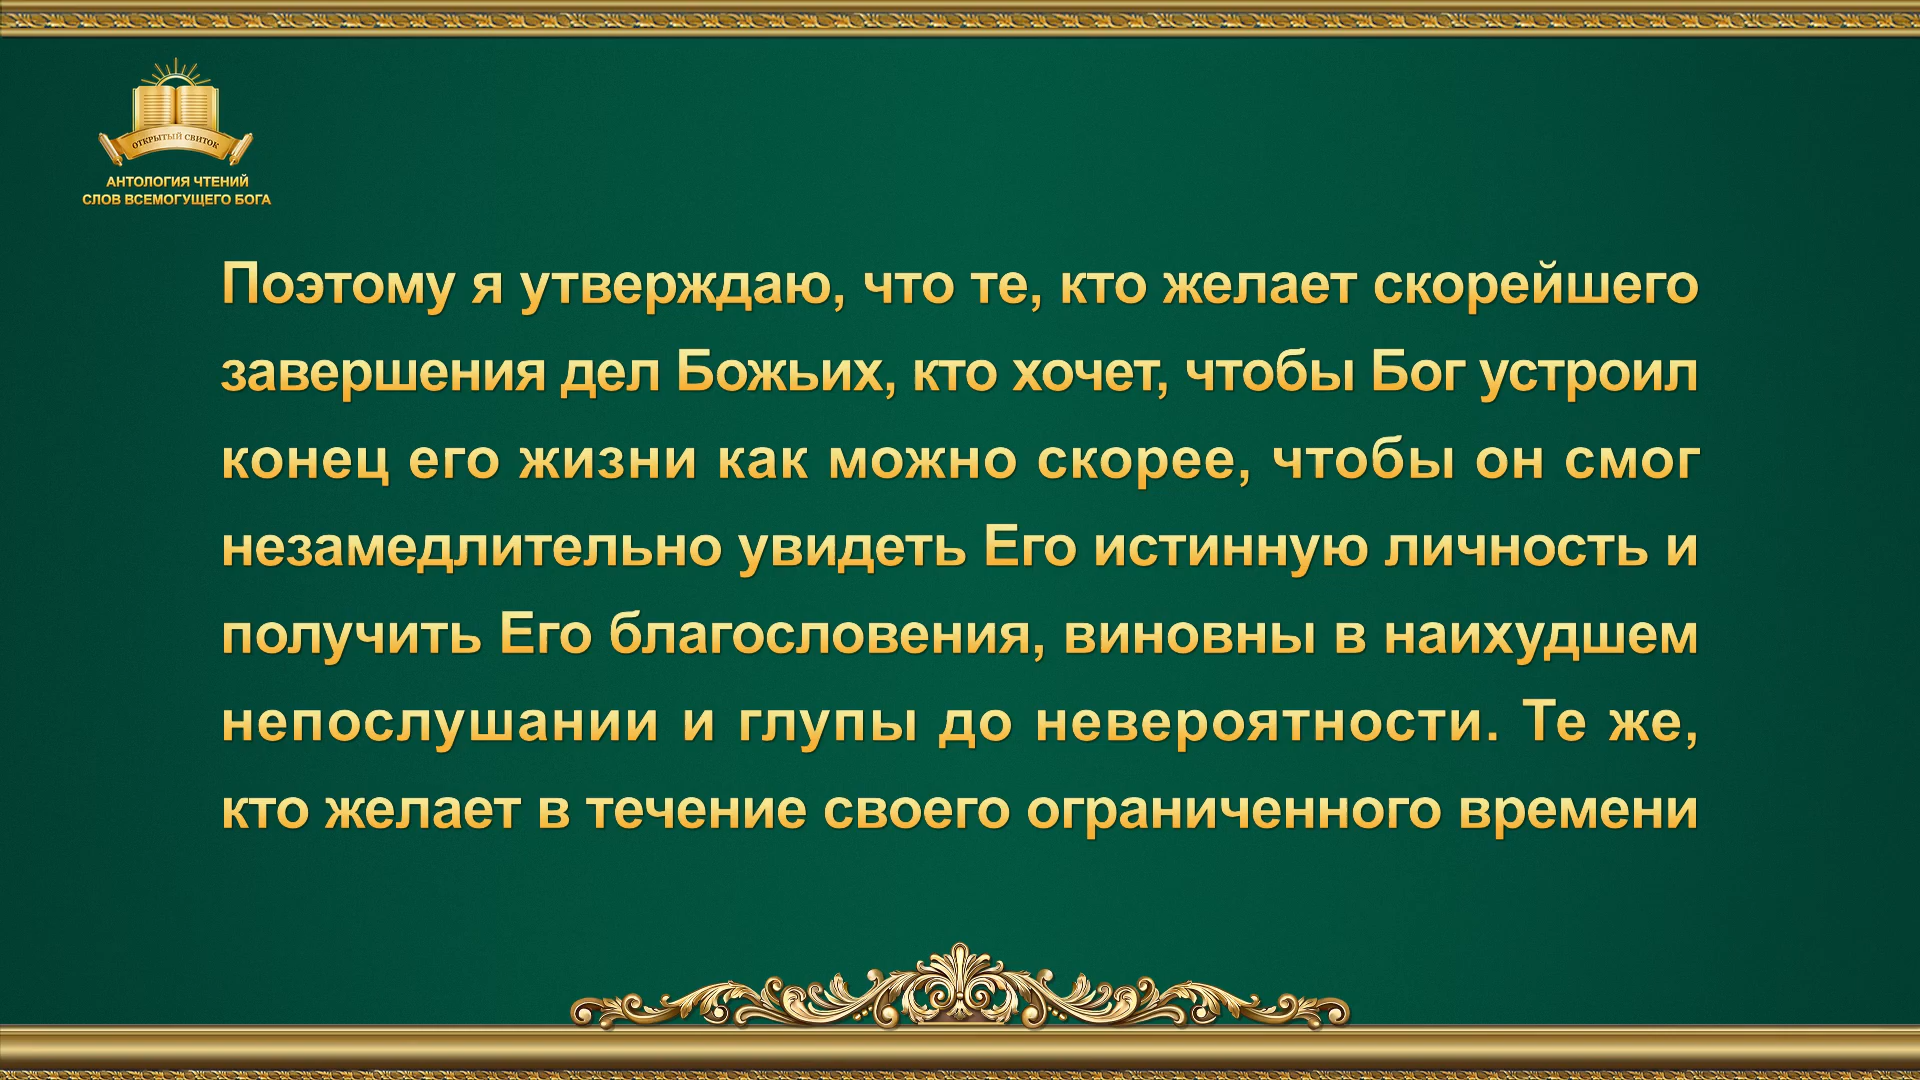 ОТКРЫТЫЙ СВИТОК
АНТОЛОГИЯ ЧТЕНИЙ
СЛОВ ВСЕМОГУЩЕГО БОГА
Поэтому я утверждаю, что те, кто желает скорейшего
завершения дел Божьих, кто хочет, чтобы Бог устроил
конец его жизни как можно скорее, чтобы он смог
незамедлительно увидеть Его истинную личность и
получить Его благословения, виновны в наихудшем
непослушании и глупы до невероятности. Те же,
кто желает в течение своего ограниченного времени